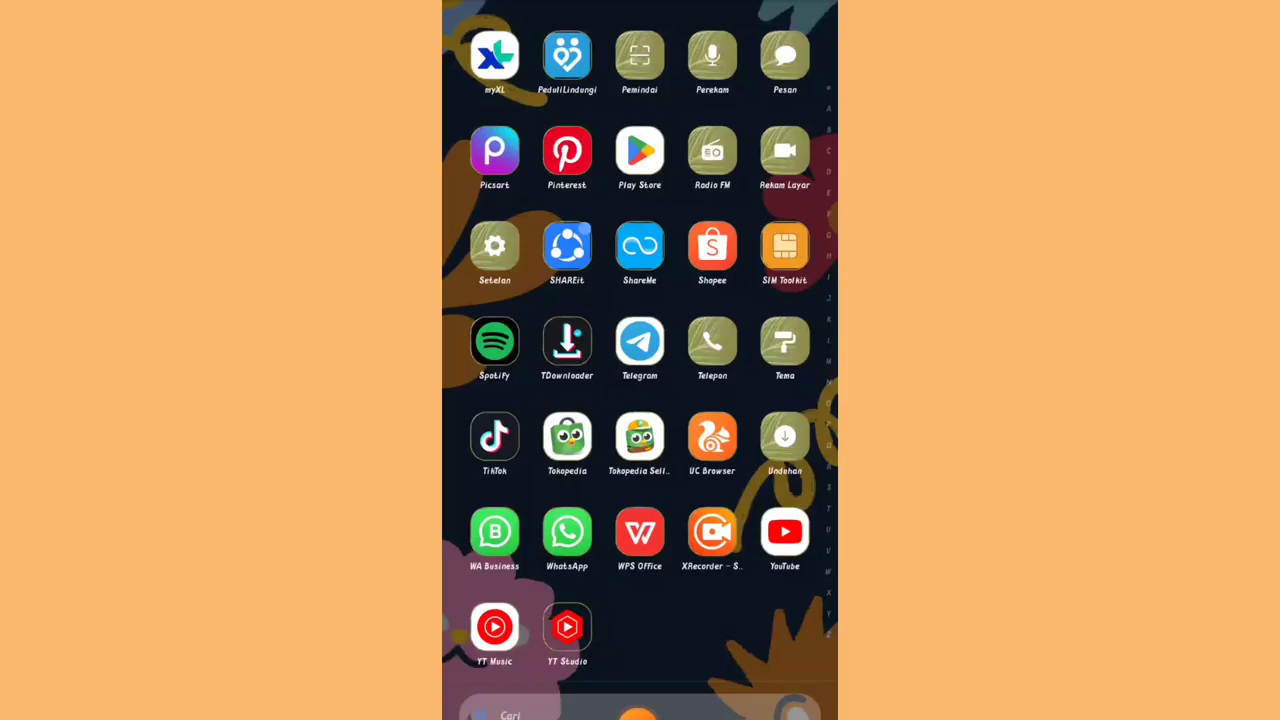 myXL PeduliLindungi Pemindai Perekam Pesan
Picsart Pinterest Play Store Radio FM Rekam Layar
Setelan SHAREit ShareMe Shopee SIM Toolkit
Spotify TDownloader Telegram Telepon Tema
TikTok Tokopedia Tokopedia Sell.. UC Browser Unduhan
WA Business WhatsApp WPS Office XRecorder - S.. YouTube
YT Music YT Studio
Cari